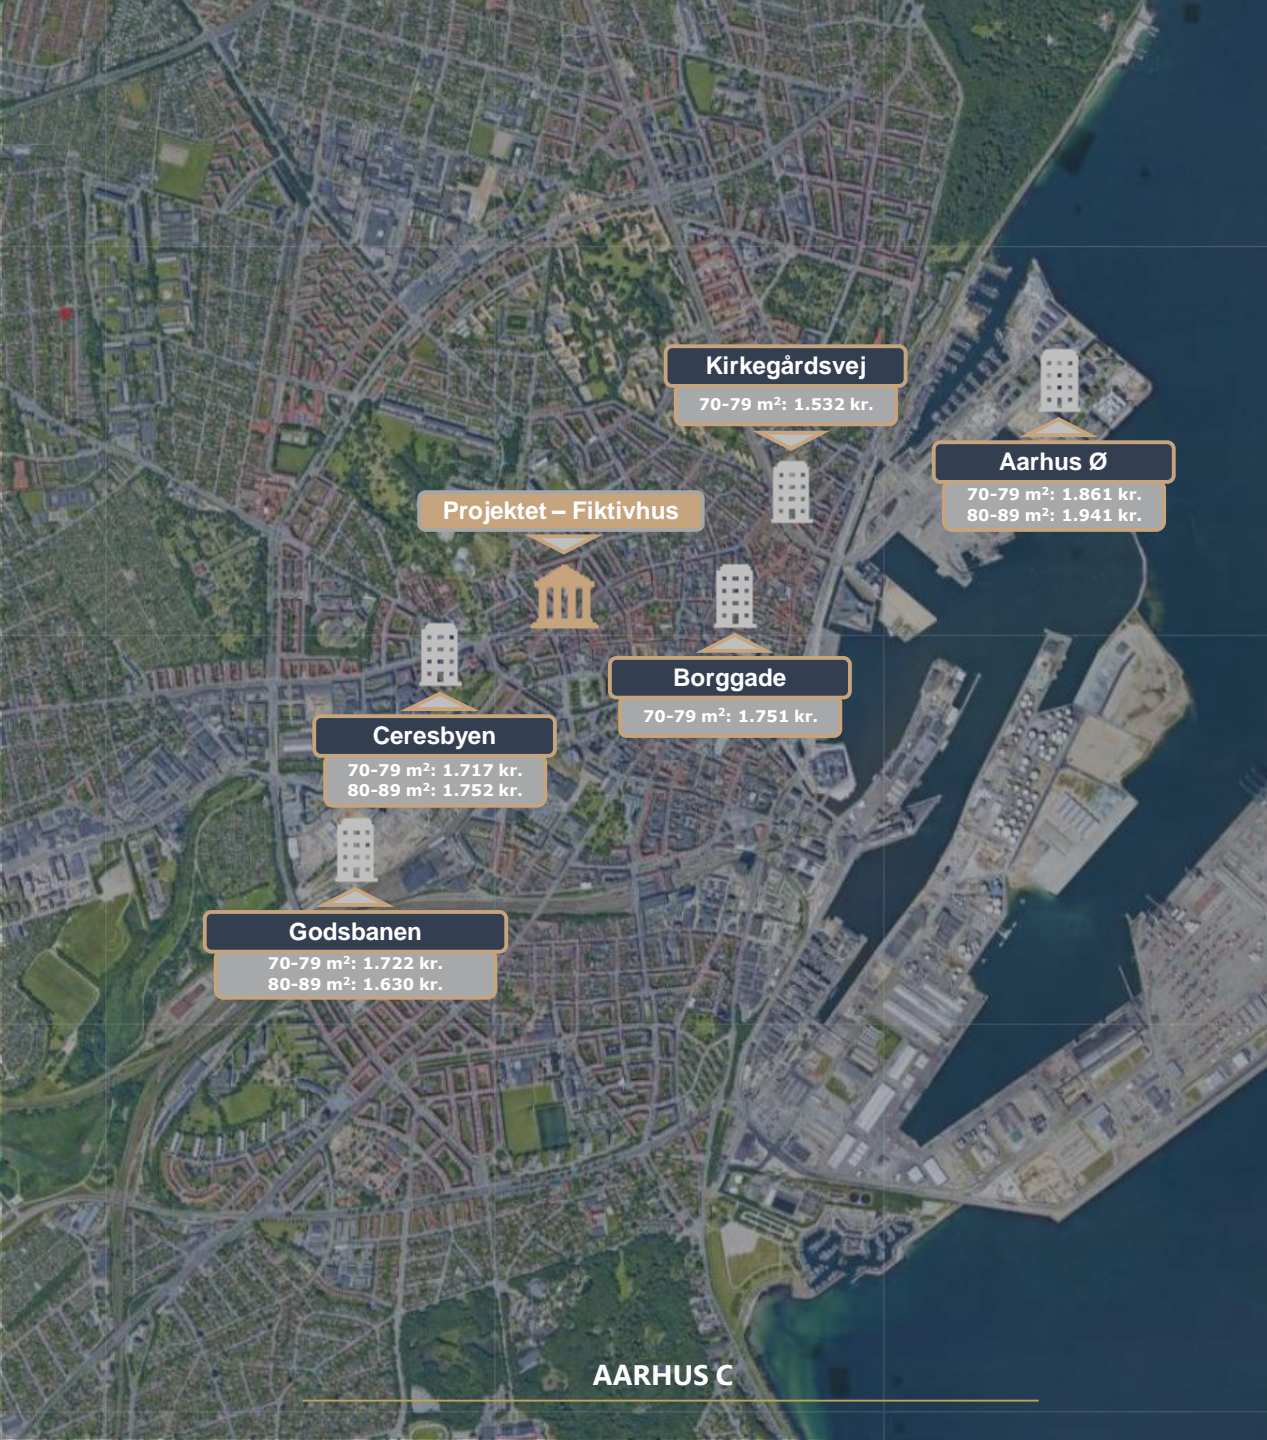 Kirkegårdsvej
70-79 m²: 1.532 kr.
Aarhus Ø
70-79 m²: 1.861 kr.
80-89 m²: 1.941 kr.
Projektet – Fiktivhus
Borggade
70-79 m²: 1.751 kr.
Ceresbyen
70-79 m²: 1.717 kr.
80-89 m²: 1.752 kr.
Godsbanen
70-79 m²: 1.722 kr.
80-89 m²: 1.630 kr.
AARHUS C